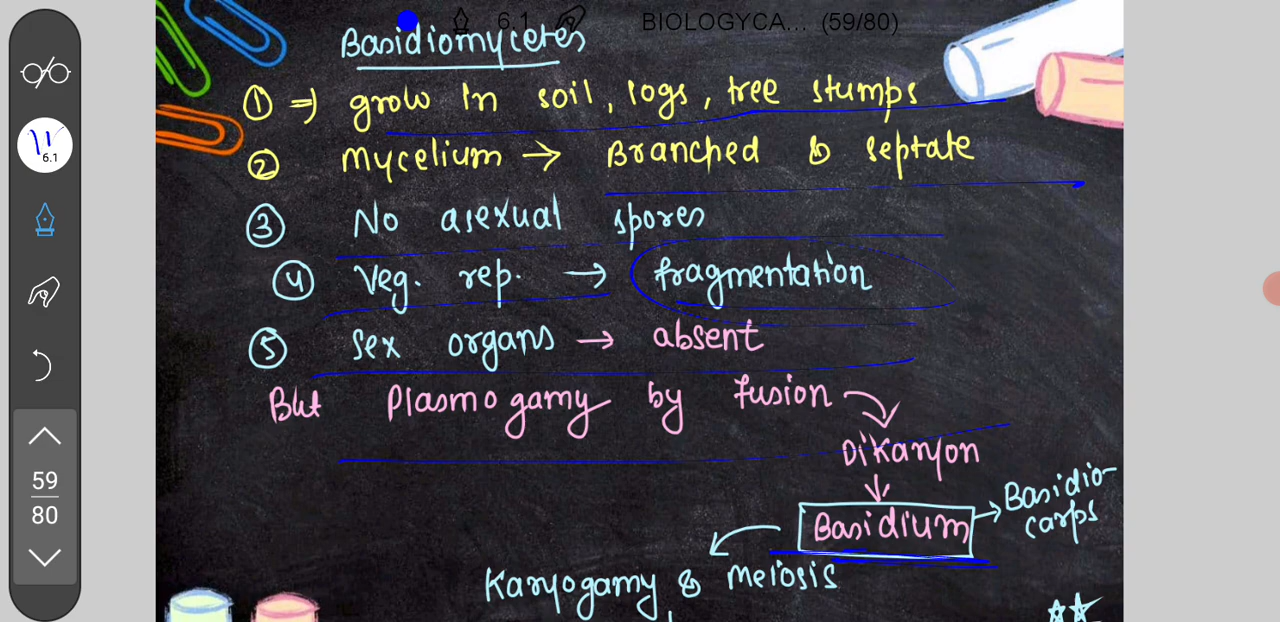 6.1 BIOLOGYCA... (59/80)
Basidiomycetes
① ⇒ grow in soil, logs, tree stumps
6.1
② Mycelium → Branched & septate
③ No asexual spores
④ Veg. rep. → fragmentation
⑤ Sex organs → absent
But Plasmogamy by fusion
Dikaryon
59
80
Basidium → Basidio-
carps
Karyogamy & Meiosis